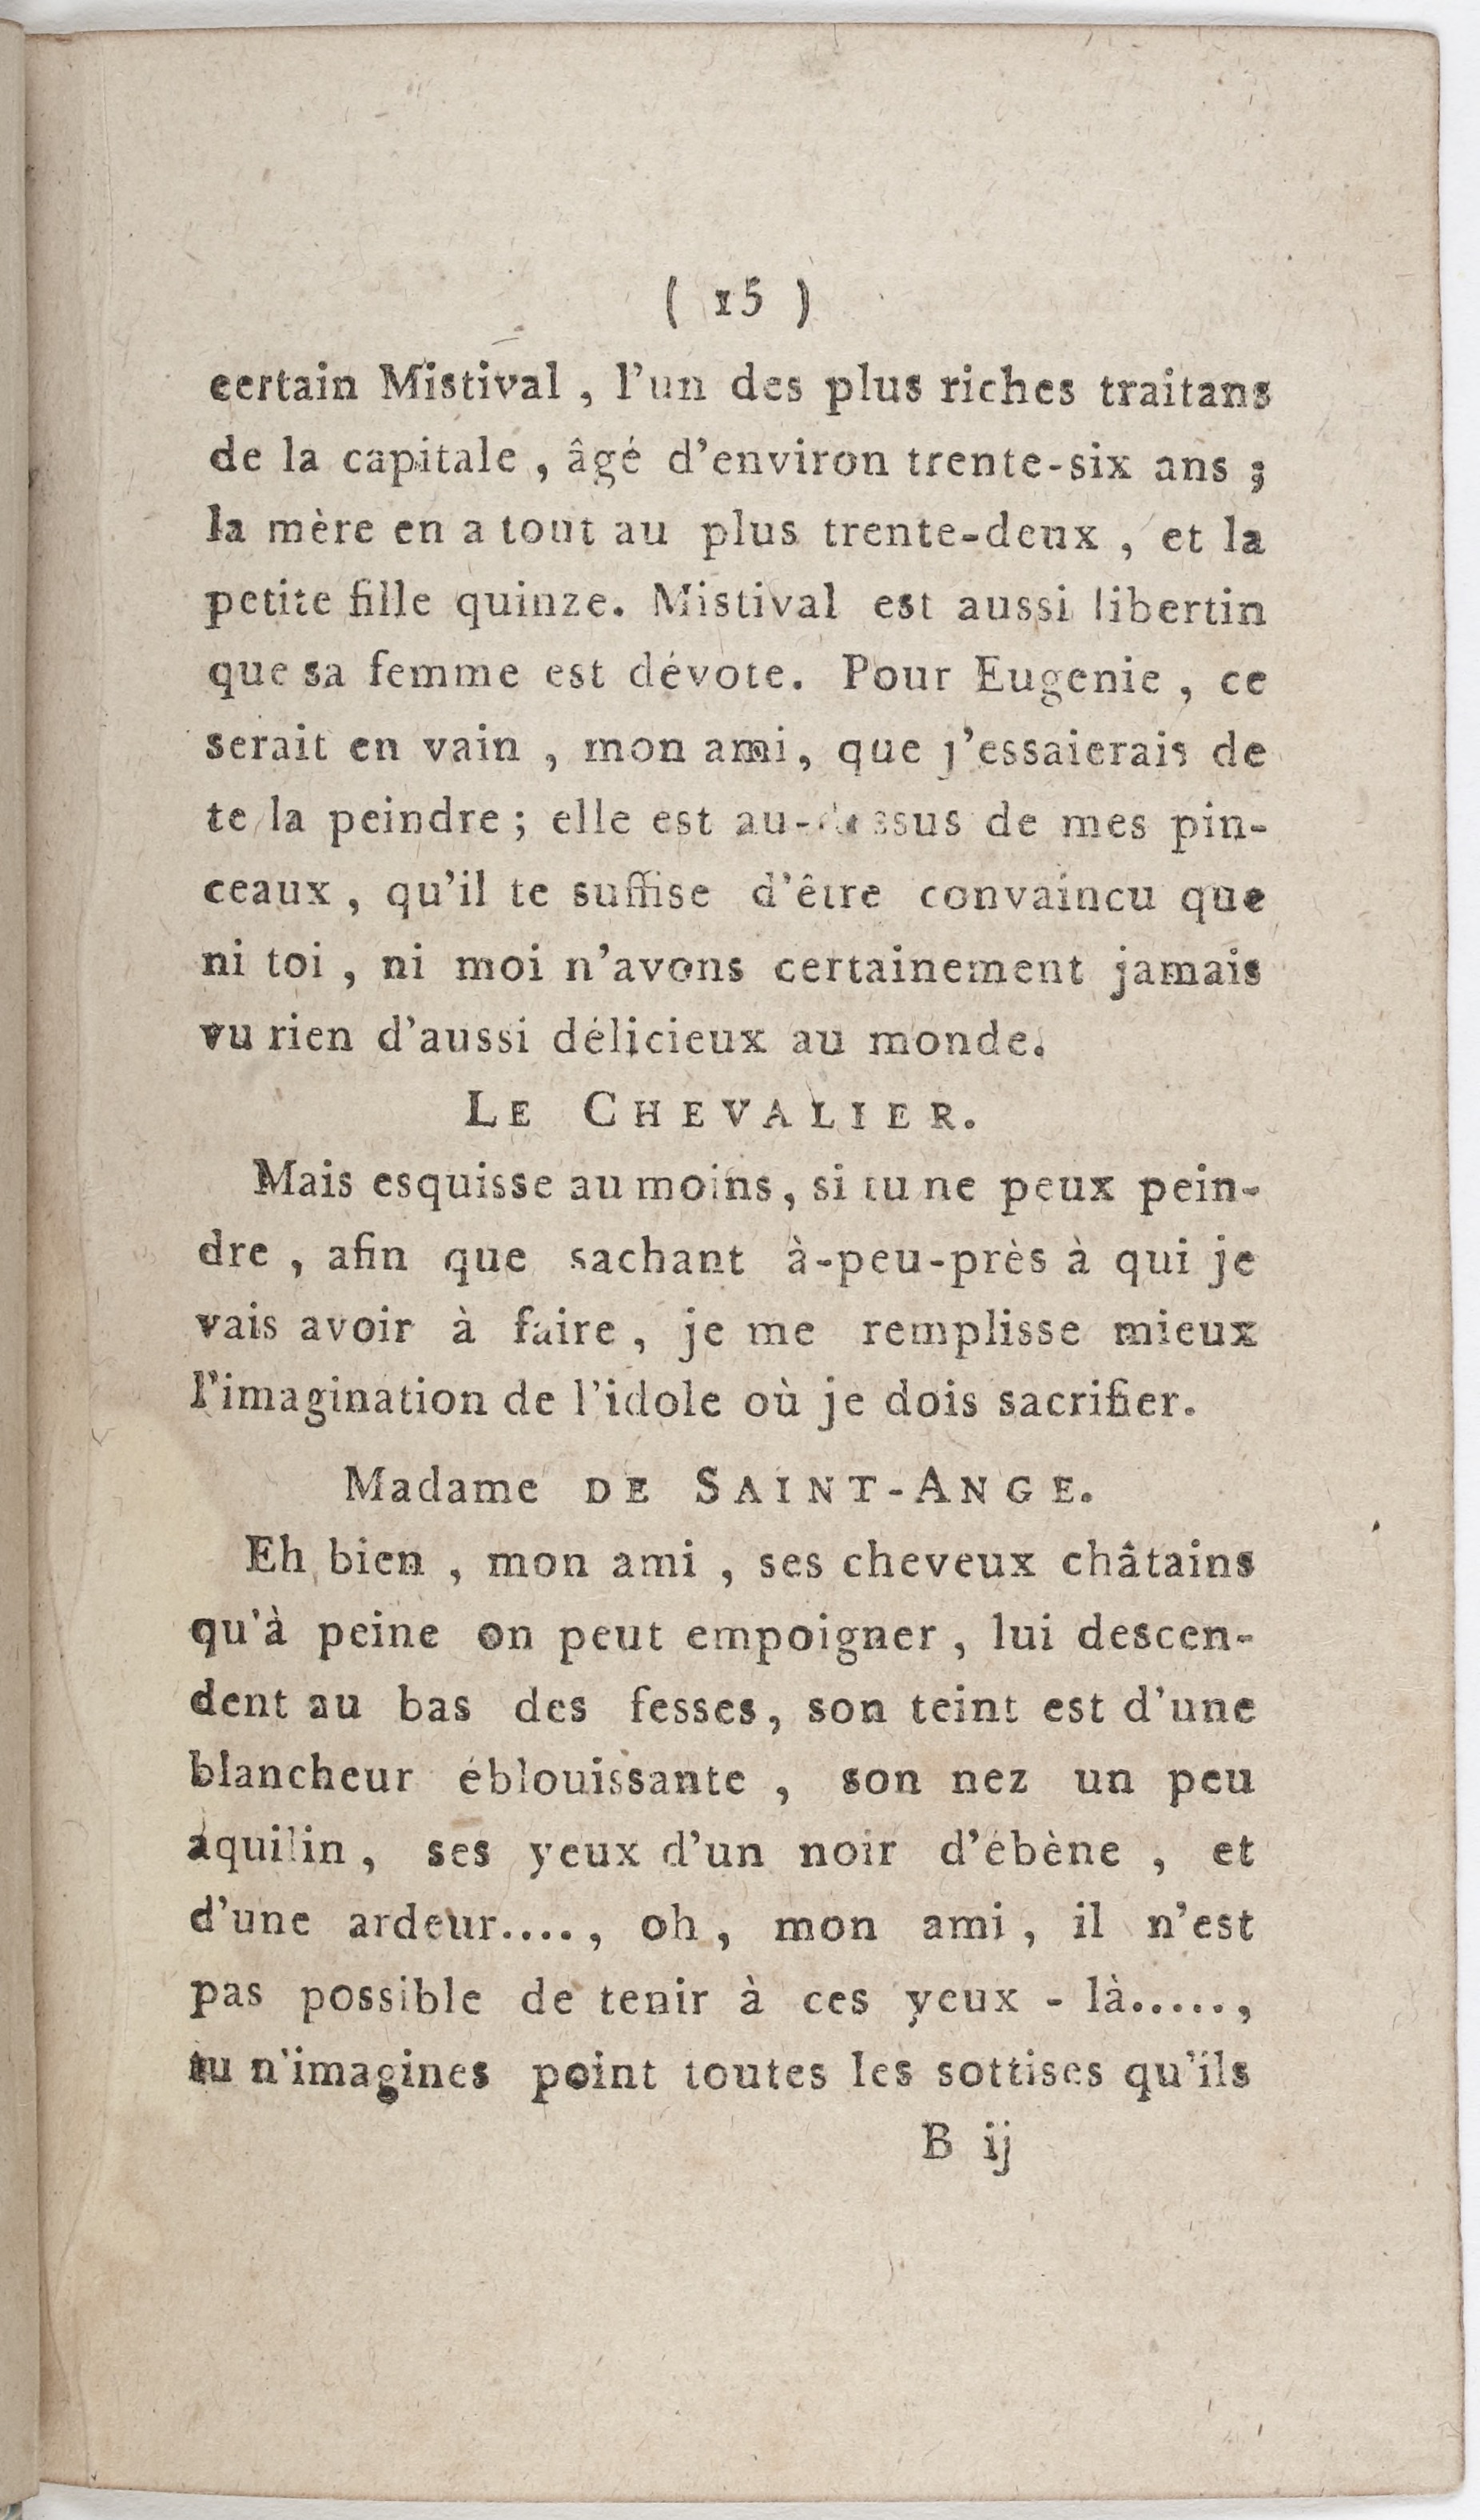 ( 15 )
certain Mistival , l'un des plus riches traitans
de la capitale , âgé d'environ trente-six ans ;
la mère en a tout au plus trente-deux , et la
petite fille quinze. Mistival est aussi libertin
que sa femme est dévote. Pour Eugenie , ce
serait en vain , mon ami, que j'essaierais de
te la peindre ; elle est au-dessus de mes pin-
ceaux , qu'il te suffise d'être convaincu que
ni toi , ni moi n'avons certainement jamais
vu rien d'aussi délicieux au monde.
LE CHEVALIER.
Mais esquisse au moins, si tu ne peux pein-
dre , afin que sachant à-peu-près à qui je
vais avoir à faire , je me remplisse mieux
l'imagination de l'idole où je dois sacrifier.
Madame DE SAINT-ANGE.
Eh bien , mon ami , ses cheveux châtains
qu'à peine on peut empoigner , lui descen-
dent au bas des fesses, son teint est d'une
blancheur éblouissante , son nez un peu
aquilin , ses yeux d'un noir d'ébène , et
d'une ardeur...., oh , mon ami , il n'est
pas possible de tenir à ces yeux - là.....,
tu n'imagines point toutes les sottises qu'ils
B ij